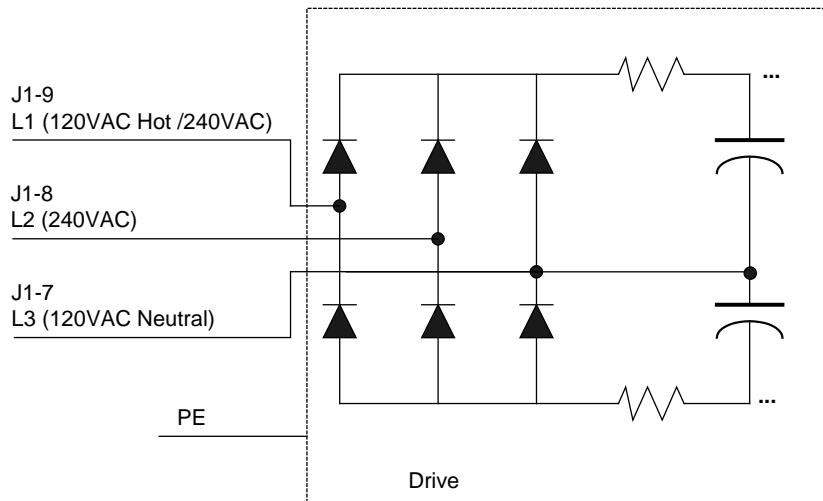 J1-9
L1 (120VAC Hot /240VAC)
J1-8
L2 (240VAC)
J1-7
L3 (120VAC Neutral)
PE
...
...
Drive